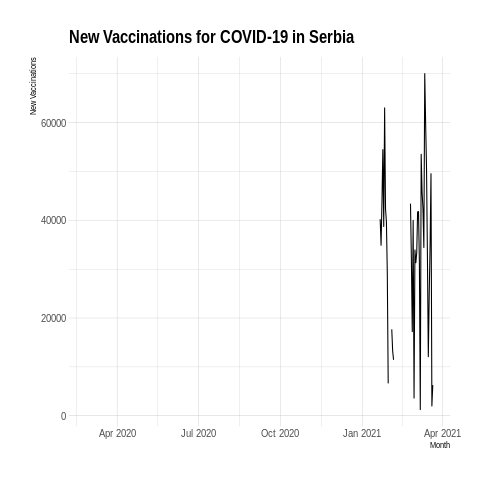 New Vaccinations for COVID-19 in Serbia
New Vaccinations
60000
40000
20000
0
Apr 2020 Jul 2020 Oct 2020 Jan 2021 Apr 2021
Month